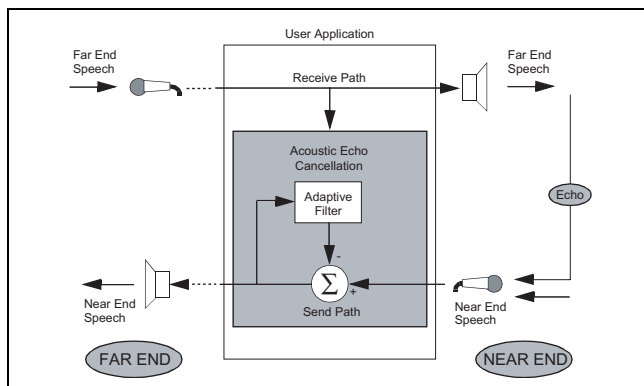 User Application
Far End
Speech
Receive Path
Far End
Speech
Acoustic Echo
Cancellation
Adaptive
Filter
Echo
-
Σ
+
Near End
Speech
Send Path
Near End
Speech
FAR END
NEAR END